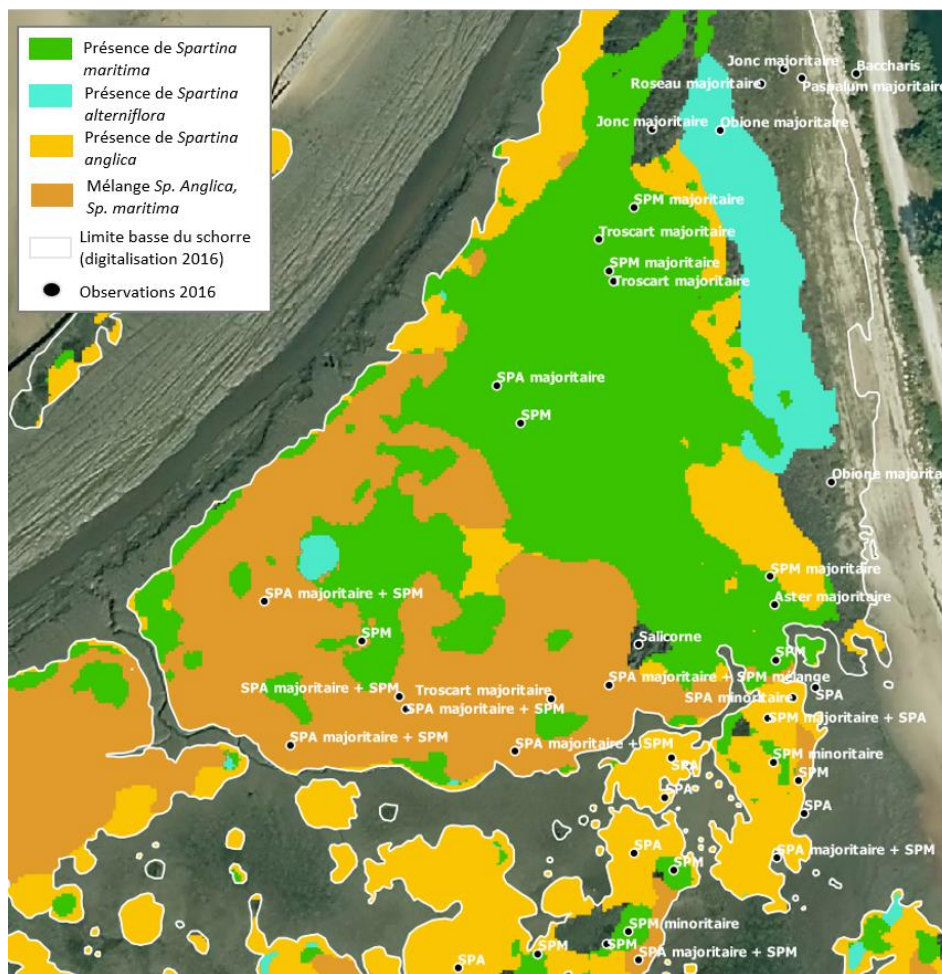 Présence de Spartina
maritima
Présence de Spartina
alterniflora
Présence de Spartina
anglica
Mélange Sp. Anglica,
Sp. maritima
Limite basse du schorre
(digitalisation 2016)
Observations 2016
Jonc majoritaire
Baccharis
Roseau majoritaire
Paspalum majoritaire
Jonc majoritaire
Obione majoritaire
SPM majoritaire
Troscart majoritaire
SPM majoritaire
Troscart majoritaire
SPA majoritaire
SPM
Obione majorita
SPM majoritaire
SPA majoritaire + SPM
Aster majoritaire
SPM
Salicorne
SPM
SPA majoritaire + SPM mélange
SPA majoritaire + SPM
Troscart majoritaire
SPA minoritaire
SPA
SPA majoritaire + SPM
SPM majoritaire + SPA
SPA majoritaire + SPM
SPA majoritaire + SPM
SPA
SPM minoritaire
SPM
SPA
SPA
SPA
SPA majoritaire + SPM
SPM
SPM minoritaire
SPM
SPM
SPA majoritaire + SPM
SPA